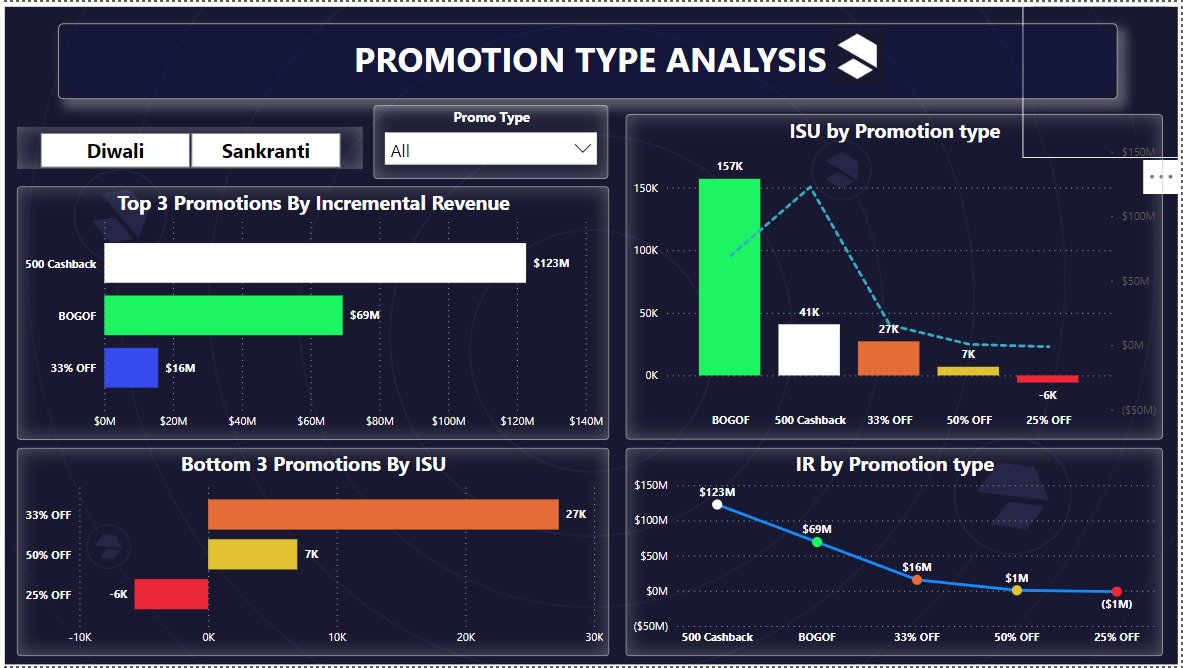 PROMOTION TYPE ANALYSIS
Diwali
Sankranti
Promo Type
All
Top 3 Promotions By Incremental Revenue
500 Cashback
$123M
BOGOF
$69M
33% OFF
$16M
$0M $20M $40M $60M $80M $100M $120M $140M
ISU by Promotion type
157K
$150M
150K
$100M
100K
$50M
50K
41K
27K
$0M
7K
0K
-6K
($50M)
BOGOF 500 Cashback 33% OFF 50% OFF 25% OFF
Bottom 3 Promotions By ISU
33% OFF
27K
50% OFF
7K
25% OFF
-6K
-10K 0K 10K 20K 30K
IR by Promotion type
$150M
$123M
$100M
$69M
$50M
$16M
$1M
$0M
($1M)
($50M)
500 Cashback BOGOF 33% OFF 50% OFF 25% OFF